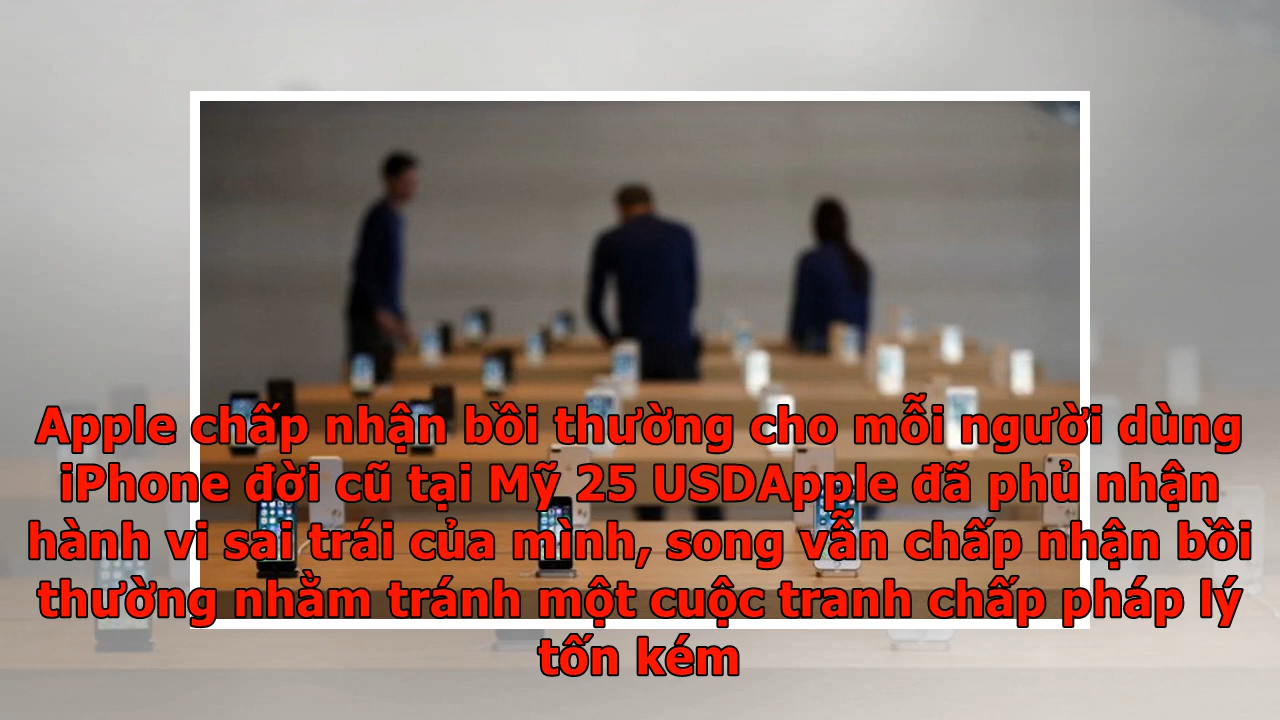 Apple chấp nhận bồi thường cho mỗi người dùng
iPhone đời cũ tại Mỹ 25 USDApple đã phủ nhận
hành vi sai trái của mình, song vẫn chấp nhận bồi
thường nhằm tránh một cuộc tranh chấp pháp lý
tốn kém